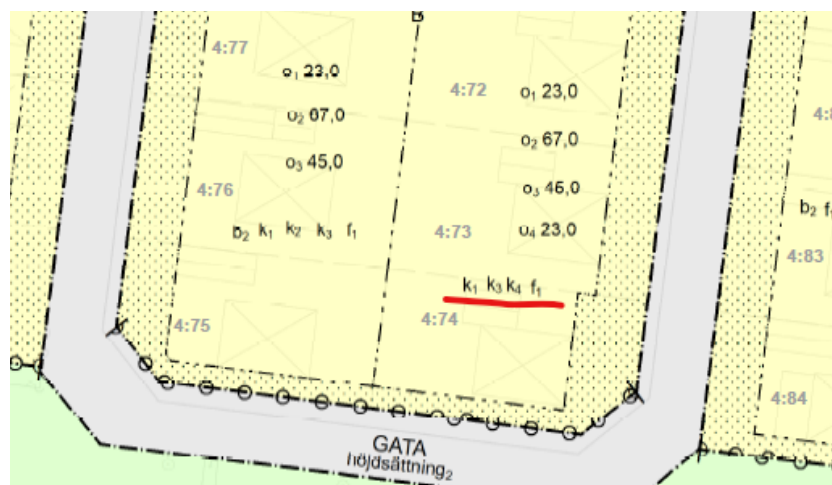 4:77
o₁ 23,0
o₂ 67,0
o₃ 45,0
4:76
b₂ k₁ k₂ k₃ f₁
4:75
4:72
o₁ 23,0
o₂ 67,0
o₃ 45,0
o₄ 23,0
4:73
k₁ k₃ k₄ f₁
4:74
b₂
4:83
4:84
GATA
höjdsättning₂